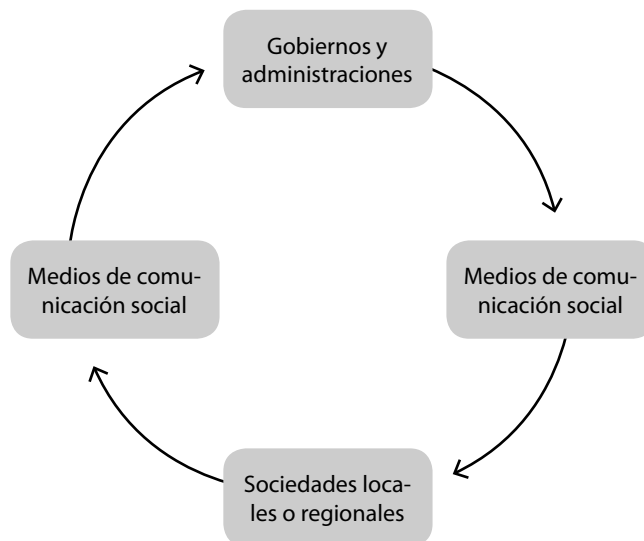 Gobiernos y
administraciones
Medios de comu-
nicación social
Medios de comu-
nicación social
Sociedades loca-
les o regionales